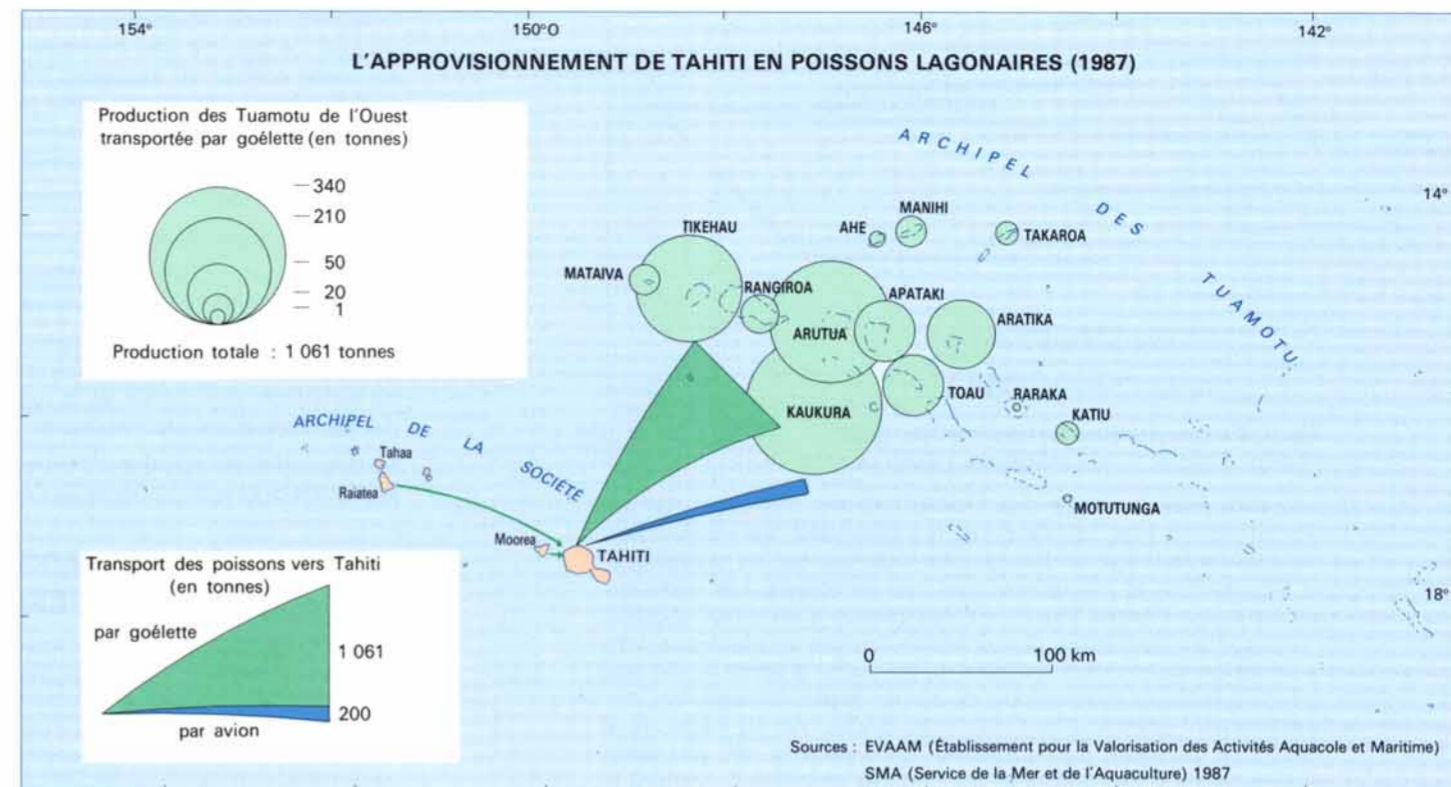 154°
150°O
146°
142°
L'APPROVISIONNEMENT DE TAHITI EN POISSONS LAGONAIRES (1987)
Production des Tuamotu de l'Ouest
transportée par goélette (en tonnes)
340
210
50
20
1
Production totale : 1 061 tonnes
ARCHIPEL DES TUAMOTU
14°
MANIHI
AHE
TAKAROA
TIKEHAU
MATAIVA
RANGIROA
APATAKI
ARATIKA
ARUTUA
TOAU
KAUKURA
RARAKA
KATIU
MOTUTUNGA
ARCHIPEL DE LA SOCIETÉ
Tahaa
Raiatea
Moorea
TAHITI
18°
Transport des poissons vers Tahiti
(en tonnes)
par goélette
1 061
200
par avion
0 100 km
Sources : EVAAM (Établissement pour la Valorisation des Activités Aquacole et Maritime)
SMA (Service de la Mer et de l'Aquaculture) 1987